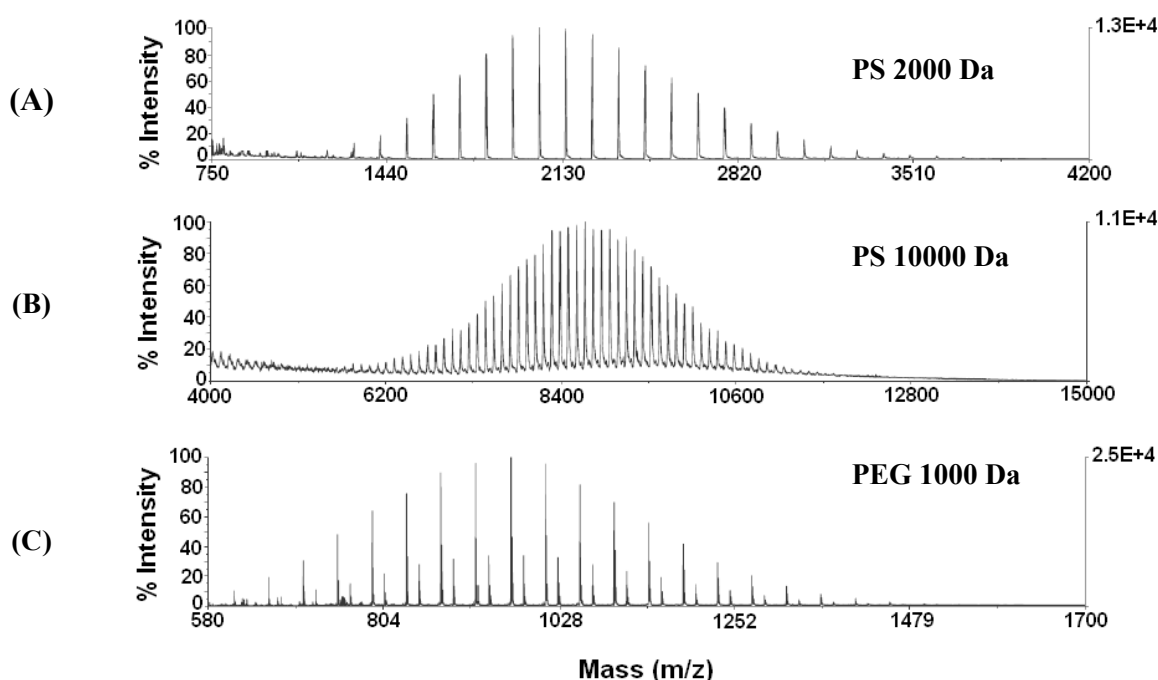 100
80
60
40
20
0
% Intensity
(A)
PS 2000 Da
1.3E+4
750 1440 2130 2820 3510 4200
100
80
60
40
20
0
% Intensity
(B)
PS 10000 Da
1.1E+4
4000 6200 8400 10600 12800 15000
100
80
60
40
20
0
% Intensity
(C)
PEG 1000 Da
2.5E+4
580 804 1028 1252 1479 1700
Mass (m/z)